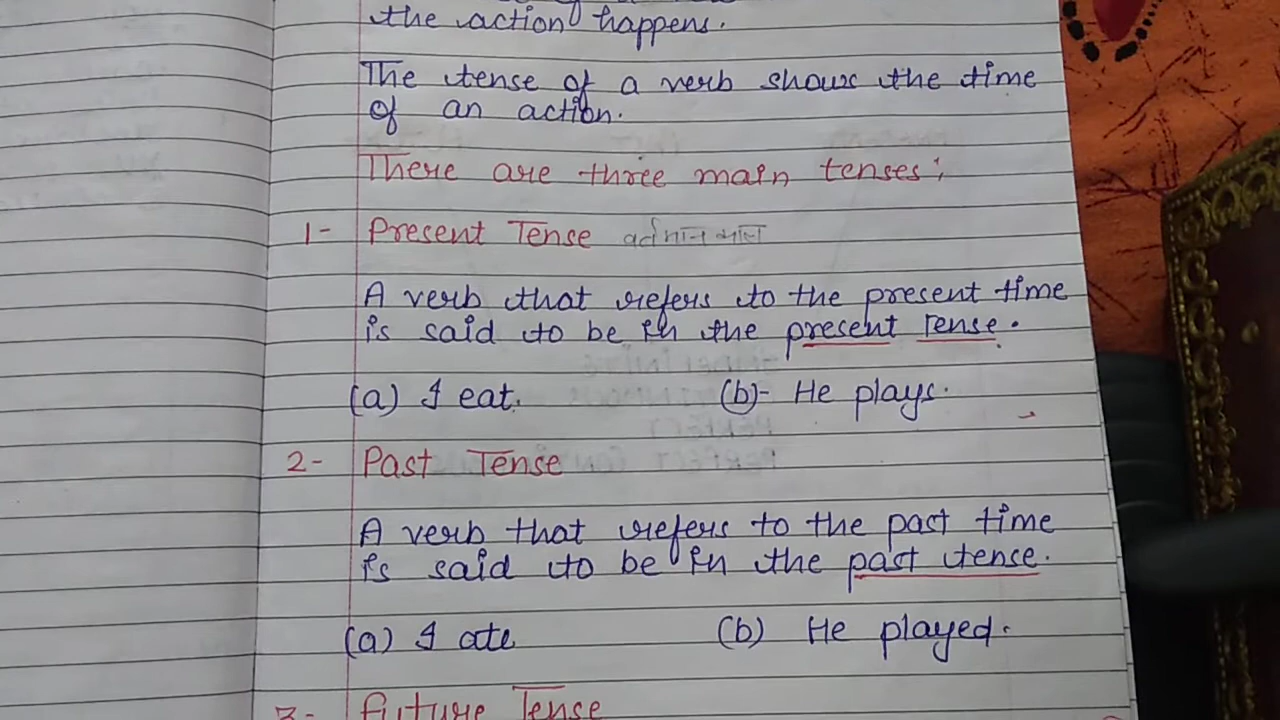 the action happens.
The tense of a verb shows the time
of an action.
There are three main tenses:
1- Present Tense वर्तमान काल
A verb that refers to the present time
is said to be in the present tense.
(a) I eat. (b)- He plays.
2- Past Tense
A verb that refers to the past time
is said to be in the past tense.
(a) I ate (b) He played.
3- Future Tense